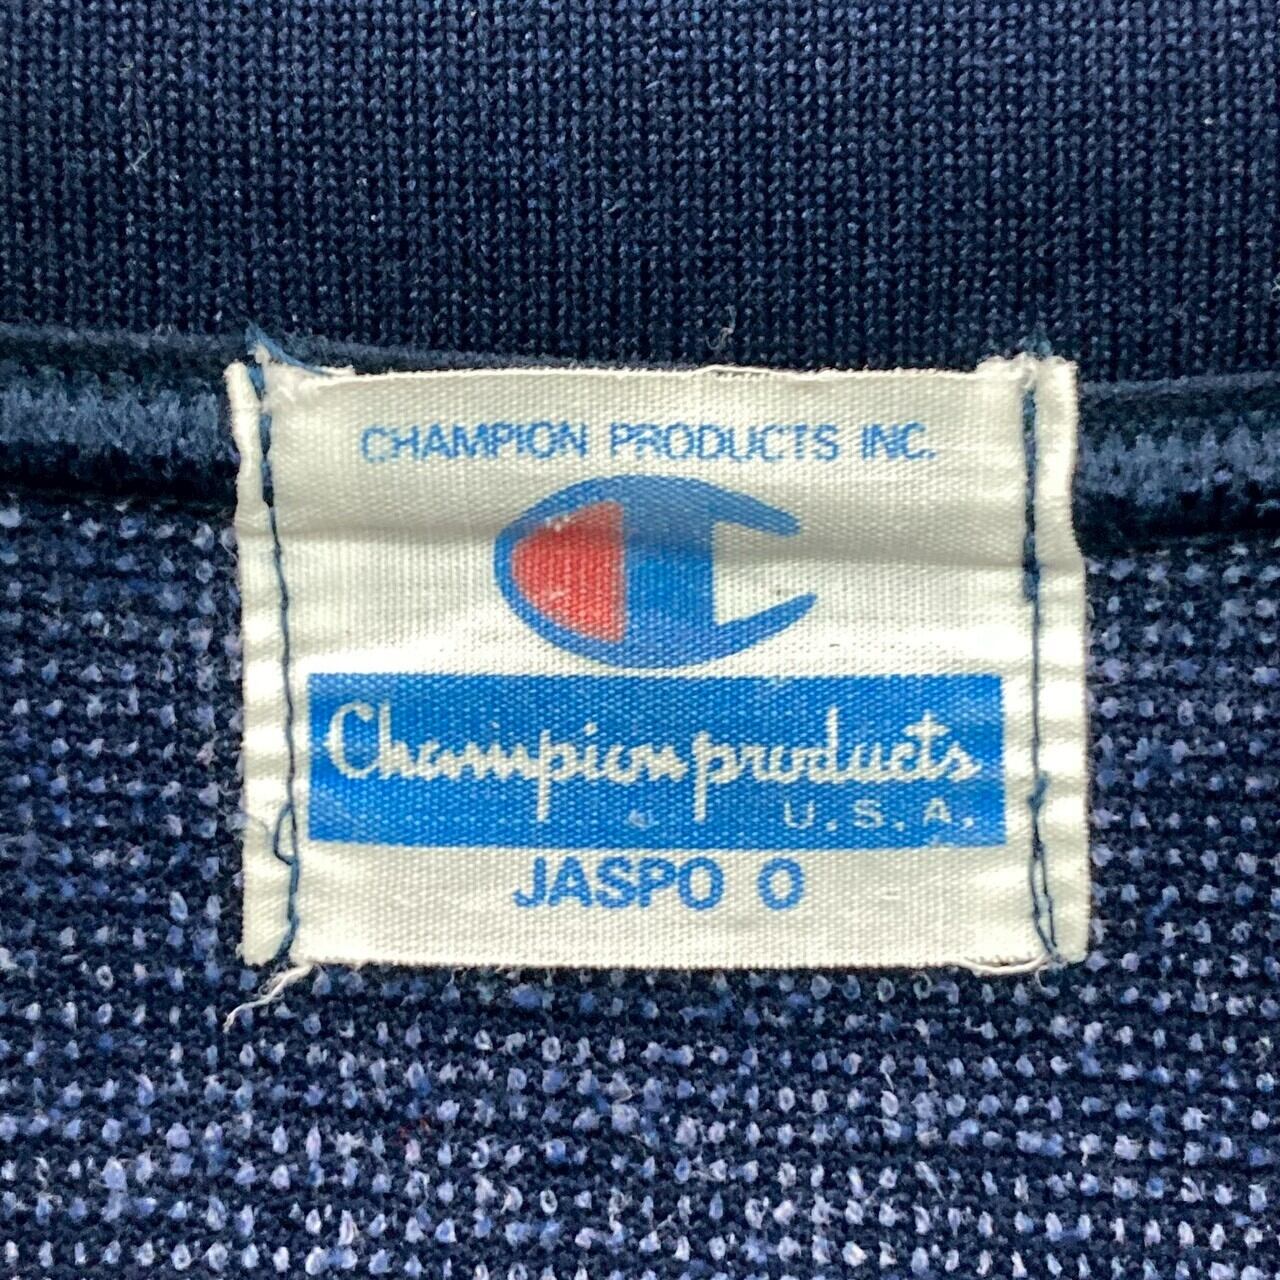 CHAMPION PRODUCTS INC.
Champion products
U.S.A.
JASPO O